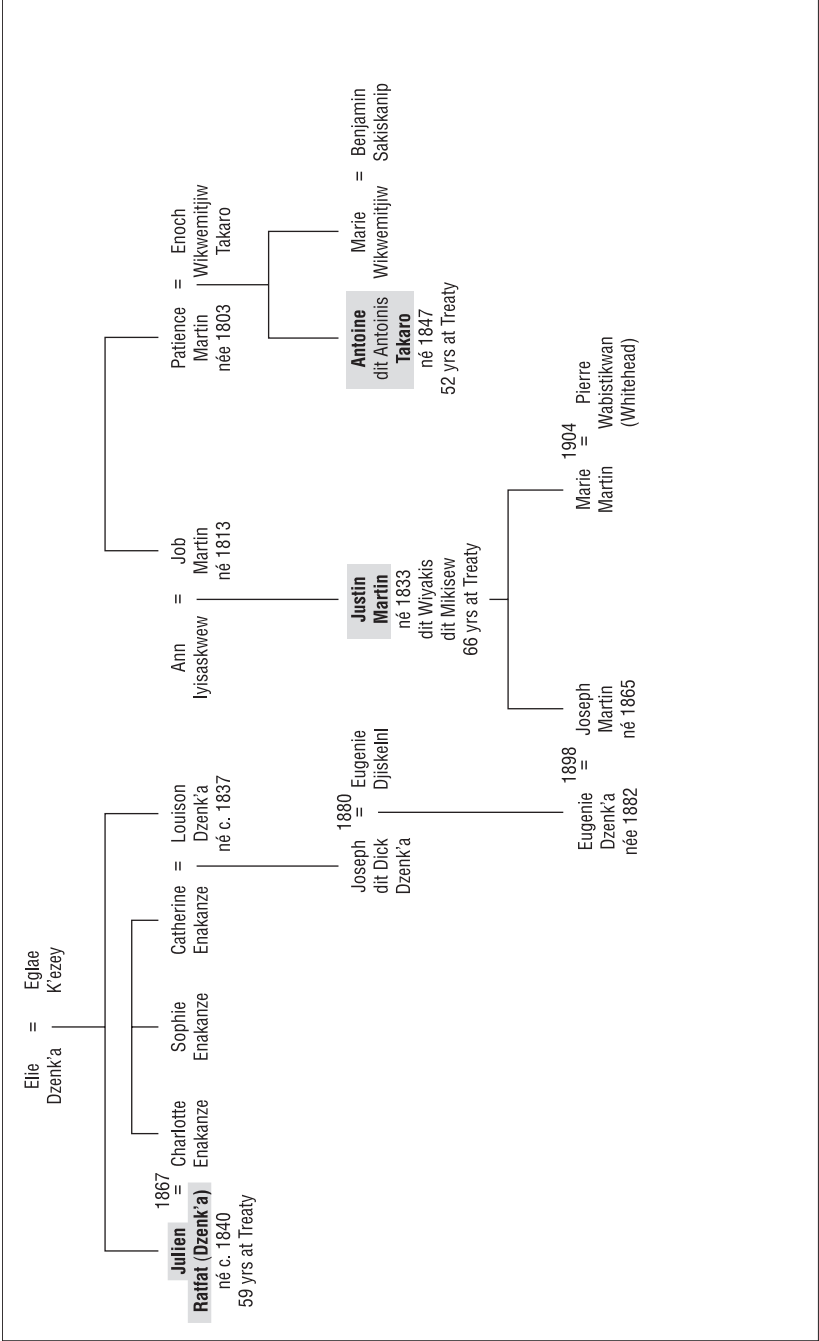 Elie
Dzenk'a
=
Eglae
K'ezey
Julien
Ratfat (Dzenk'a)
né c. 1840
59 yrs at Treaty
1867
=
Charlotte
Enakanze
Sophie
Enakanze
Catherine
Enakanze
=
Louison
Dzenk'a
né c. 1837
Ann
Iyisaskwew
=
Job
Martin
né 1813
Patience
Martin
née 1803
=
Enoch
Wikwemitjiw
Takaro
Joseph
dit Dick
Dzenk'a
1880
=
Eugenie
Djiskelnl
Justin
Martin
né 1833
dit Wiyakis
dit Mikisew
66 yrs at Treaty
Antoine
dit Antoinis
Takaro
né 1847
52 yrs at Treaty
Marie
Wikwemitjiw
=
Benjamin
Sakiskanip
Eugenie
Dzenk'a
née 1882
1898
=
Joseph
Martin
né 1865
Marie
Martin
1904
=
Pierre
Wabistikwan
(Whitehead)